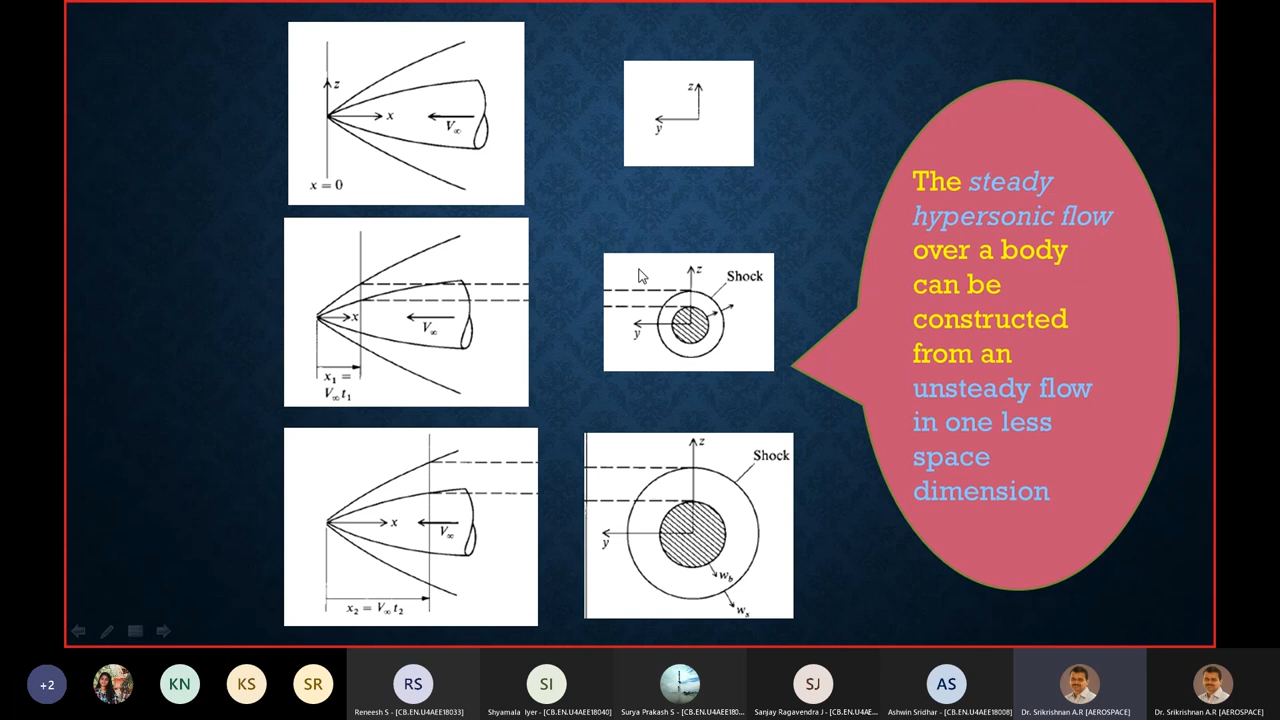 z
x
V∞
x = 0
z
y
The steady
hypersonic flow
over a body
can be
constructed
from an
unsteady flow
in one less
space
dimension
x
V∞
x₁ =
V∞t₁
z
Shock
y
x
V∞
x₂ = V∞ t₂
z
Shock
y
w_b
w_s
+2
KN
KS
SR
RS
Reneesh S - [CB.EN.U4AEE18033]
SI
Shyamala Iyer - [CB.EN.U4AEE18040]
Surya Prakash S - [CB.EN.U4AEE180...
SJ
Sanjay Ragavendra J - [CB.EN.U4AE...
AS
Ashwin Sridhar - [CB.EN.U4AEE18008]
Dr. Srikrishnan A.R [AEROSPACE]
Dr. Srikrishnan A.R [AEROSPACE]